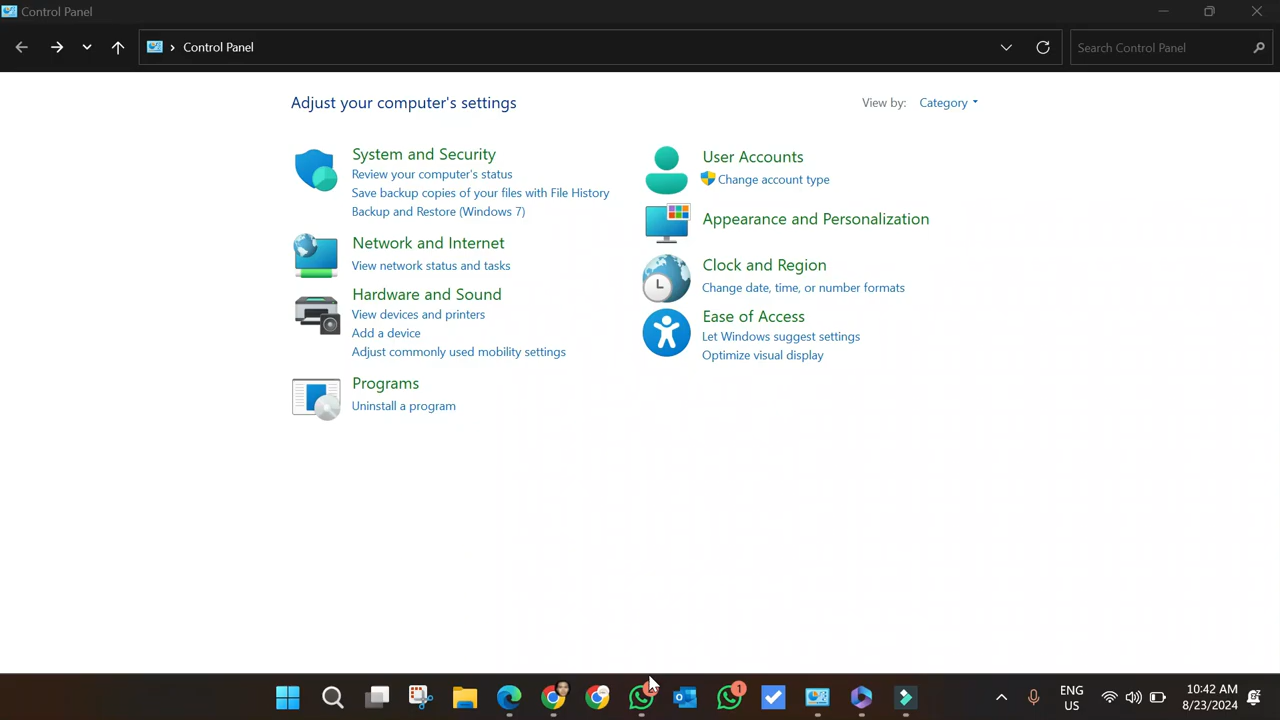 Control Panel
Control Panel
Search Control Panel
Adjust your computer's settings
View by: Category
System and Security
Review your computer's status
Save backup copies of your files with File History
Backup and Restore (Windows 7)
Network and Internet
View network status and tasks
Hardware and Sound
View devices and printers
Add a device
Adjust commonly used mobility settings
Programs
Uninstall a program
User Accounts
Change account type
Appearance and Personalization
Clock and Region
Change date, time, or number formats
Ease of Access
Let Windows suggest settings
Optimize visual display
1
ENG
US
10:42 AM
8/23/2024